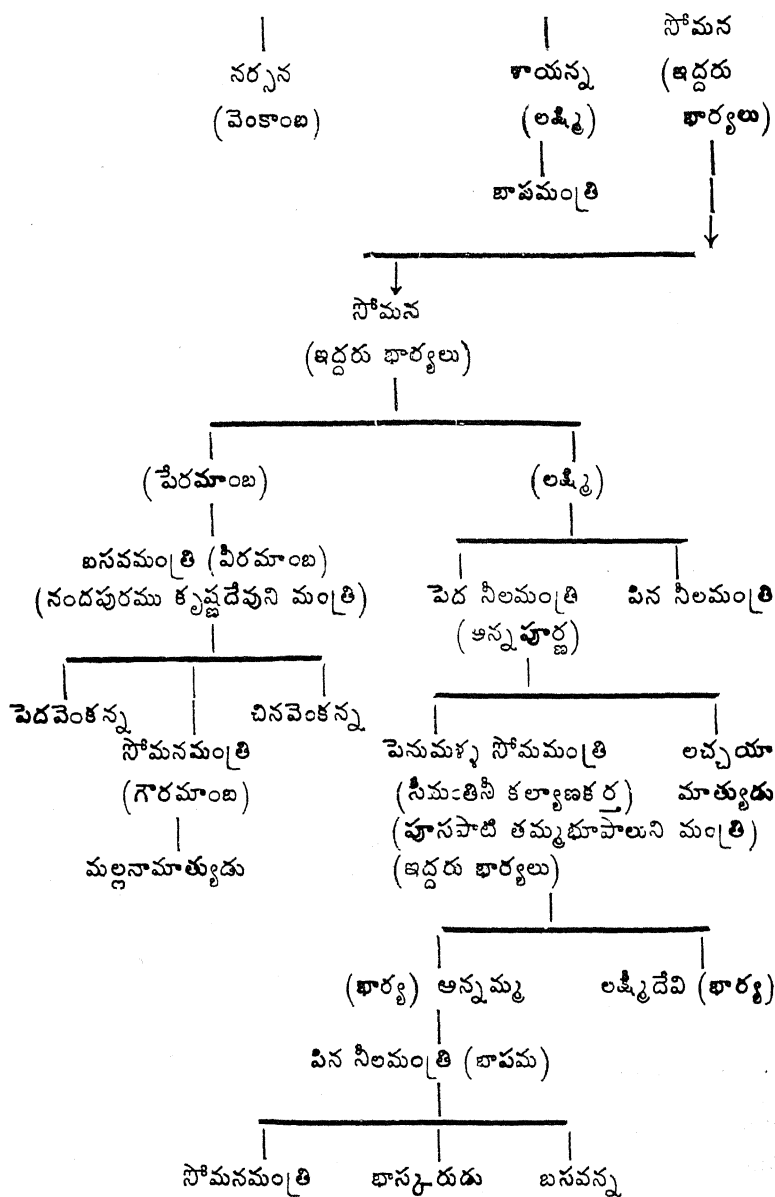 సోమన
నర్సన శాయన్న (ఇద్దరు
(వెంకాంబ) (లక్ష్మి) భార్యలు)
బాపమంత్రి
సోమన
(ఇద్దరు భార్యలు)
(పేరమాంబ) (లక్ష్మి)
బసవమంత్రి (వీరమాంబ)
(నందపురము కృష్ణదేవుని మంత్రి) పెద నీలమంత్రి పిన నీలమంత్రి
(అన్నపూర్ణ)
పెదవెంకన్న చినవెంకన్న
సోమనమంత్రి పెనుమళ్ళ సోమమంత్రి లచ్చయా
(గౌరమాంబ) (సీమంతినీ కల్యాణకర్త) మాత్యుడు
(పూసపాటి తమ్మభూపాలుని మంత్రి)
మల్లనామాత్యుడు (ఇద్దరు భార్యలు)
(భార్య) అన్నమ్మ లక్ష్మీదేవి (భార్య)
పిన నీలమంత్రి (బాపమ)
సోమనమంత్రి భాస్కరుడు బసవన్న